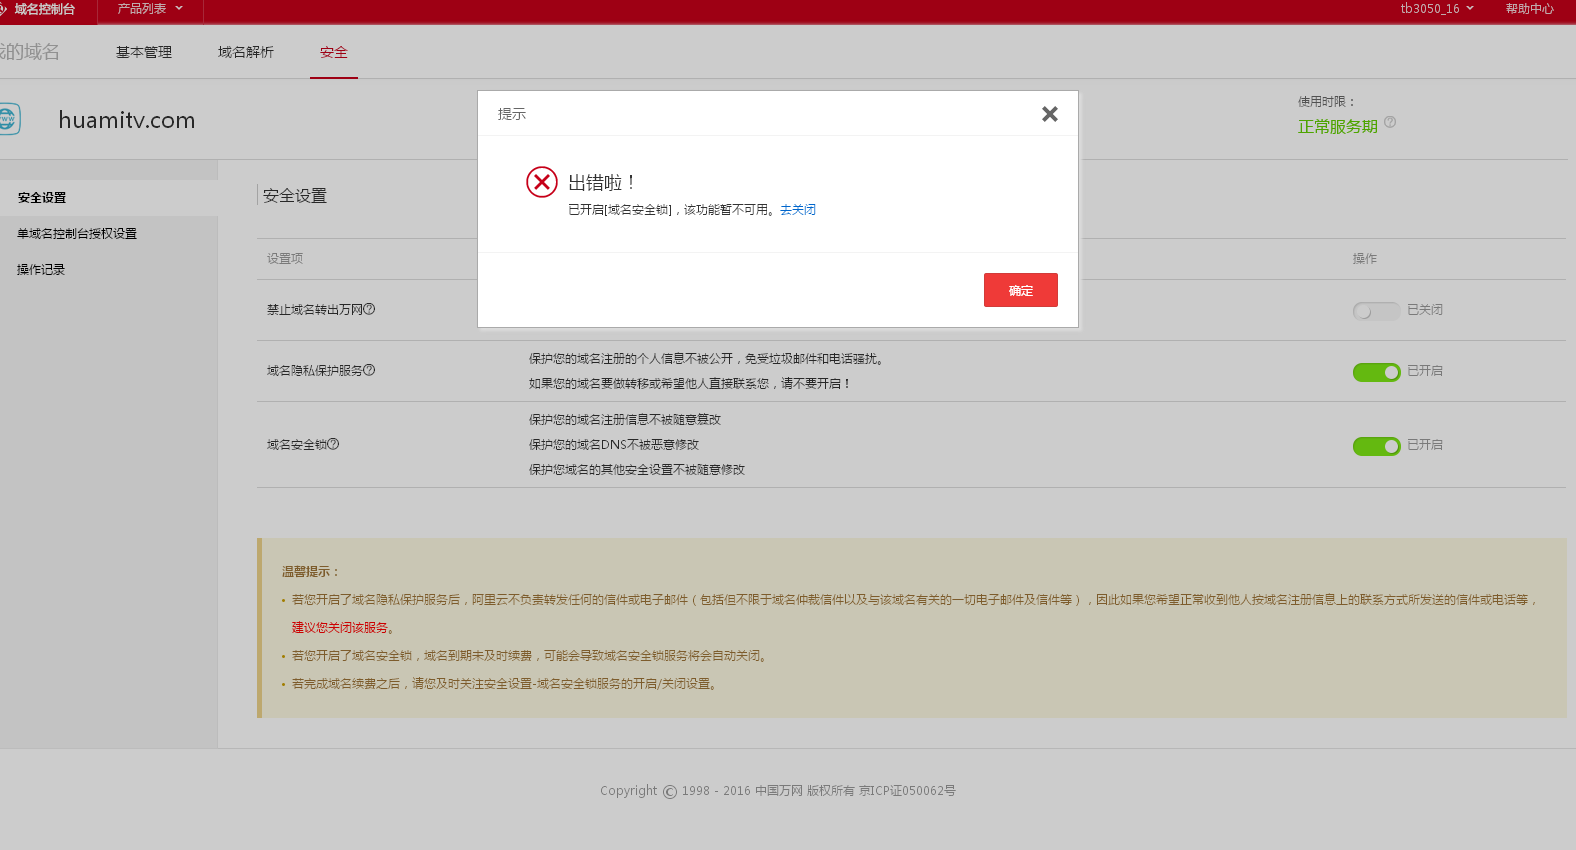 域名控制台 产品列表 tb3050_16 帮助中心
我的域名 基本管理 域名解析 安全
www
huamitv.com
使用时限：
正常服务期
提示
出错啦！
已开启[域名安全锁]，该功能暂不可用。去关闭
确定
安全设置
单域名控制台授权设置
操作记录
安全设置
设置项 操作
禁止域名转出万网 已关闭
域名隐私保护服务 保护您的域名注册的个人信息不被公开，免受垃圾邮件和电话骚扰。
如果您的域名要做转移或希望他人直接联系您，请不要开启！ 已开启
域名安全锁 保护您的域名注册信息不被随意篡改
保护您的域名DNS不被恶意修改
保护您域名的其他安全设置不被随意修改 已开启
温馨提示：
• 若您开启了域名隐私保护服务后，阿里云不负责转发任何的信件或电子邮件（包括但不限于域名仲裁信件以及与该域名有关的一切电子邮件及信件等），因此如果您希望正常收到他人按域名注册信息上的联系方式所发送的信件或电话等，
建议您关闭该服务。
• 若您开启了域名安全锁，域名到期未及时续费，可能会导致域名安全锁服务将会自动关闭。
• 若完成域名续费之后，请您及时关注安全设置-域名安全锁服务的开启/关闭设置。
Copyright © 1998 - 2016 中国万网 版权所有 京ICP证050062号